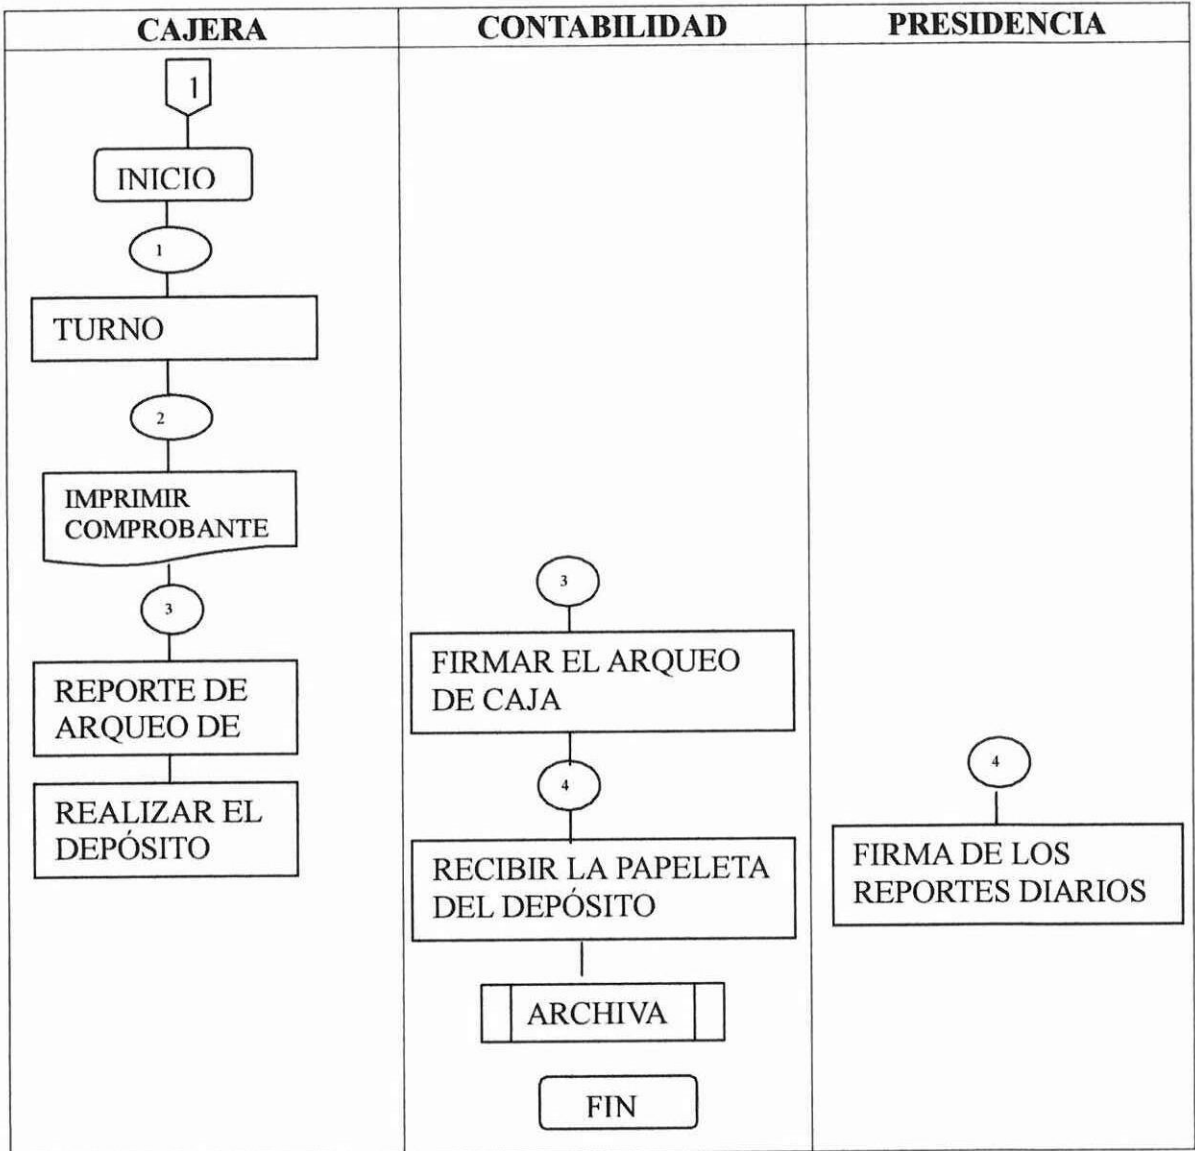 CAJERA
CONTABILIDAD
PRESIDENCIA
1
INICIO
1
TURNO
2
IMPRIMIR
COMPROBANTE
3
REPORTE DE
ARQUEO DE
REALIZAR EL
DEPÓSITO
3
FIRMAR EL ARQUEO
DE CAJA
4
RECIBIR LA PAPELETA
DEL DEPÓSITO
ARCHIVA
FIN
4
FIRMA DE LOS
REPORTES DIARIOS